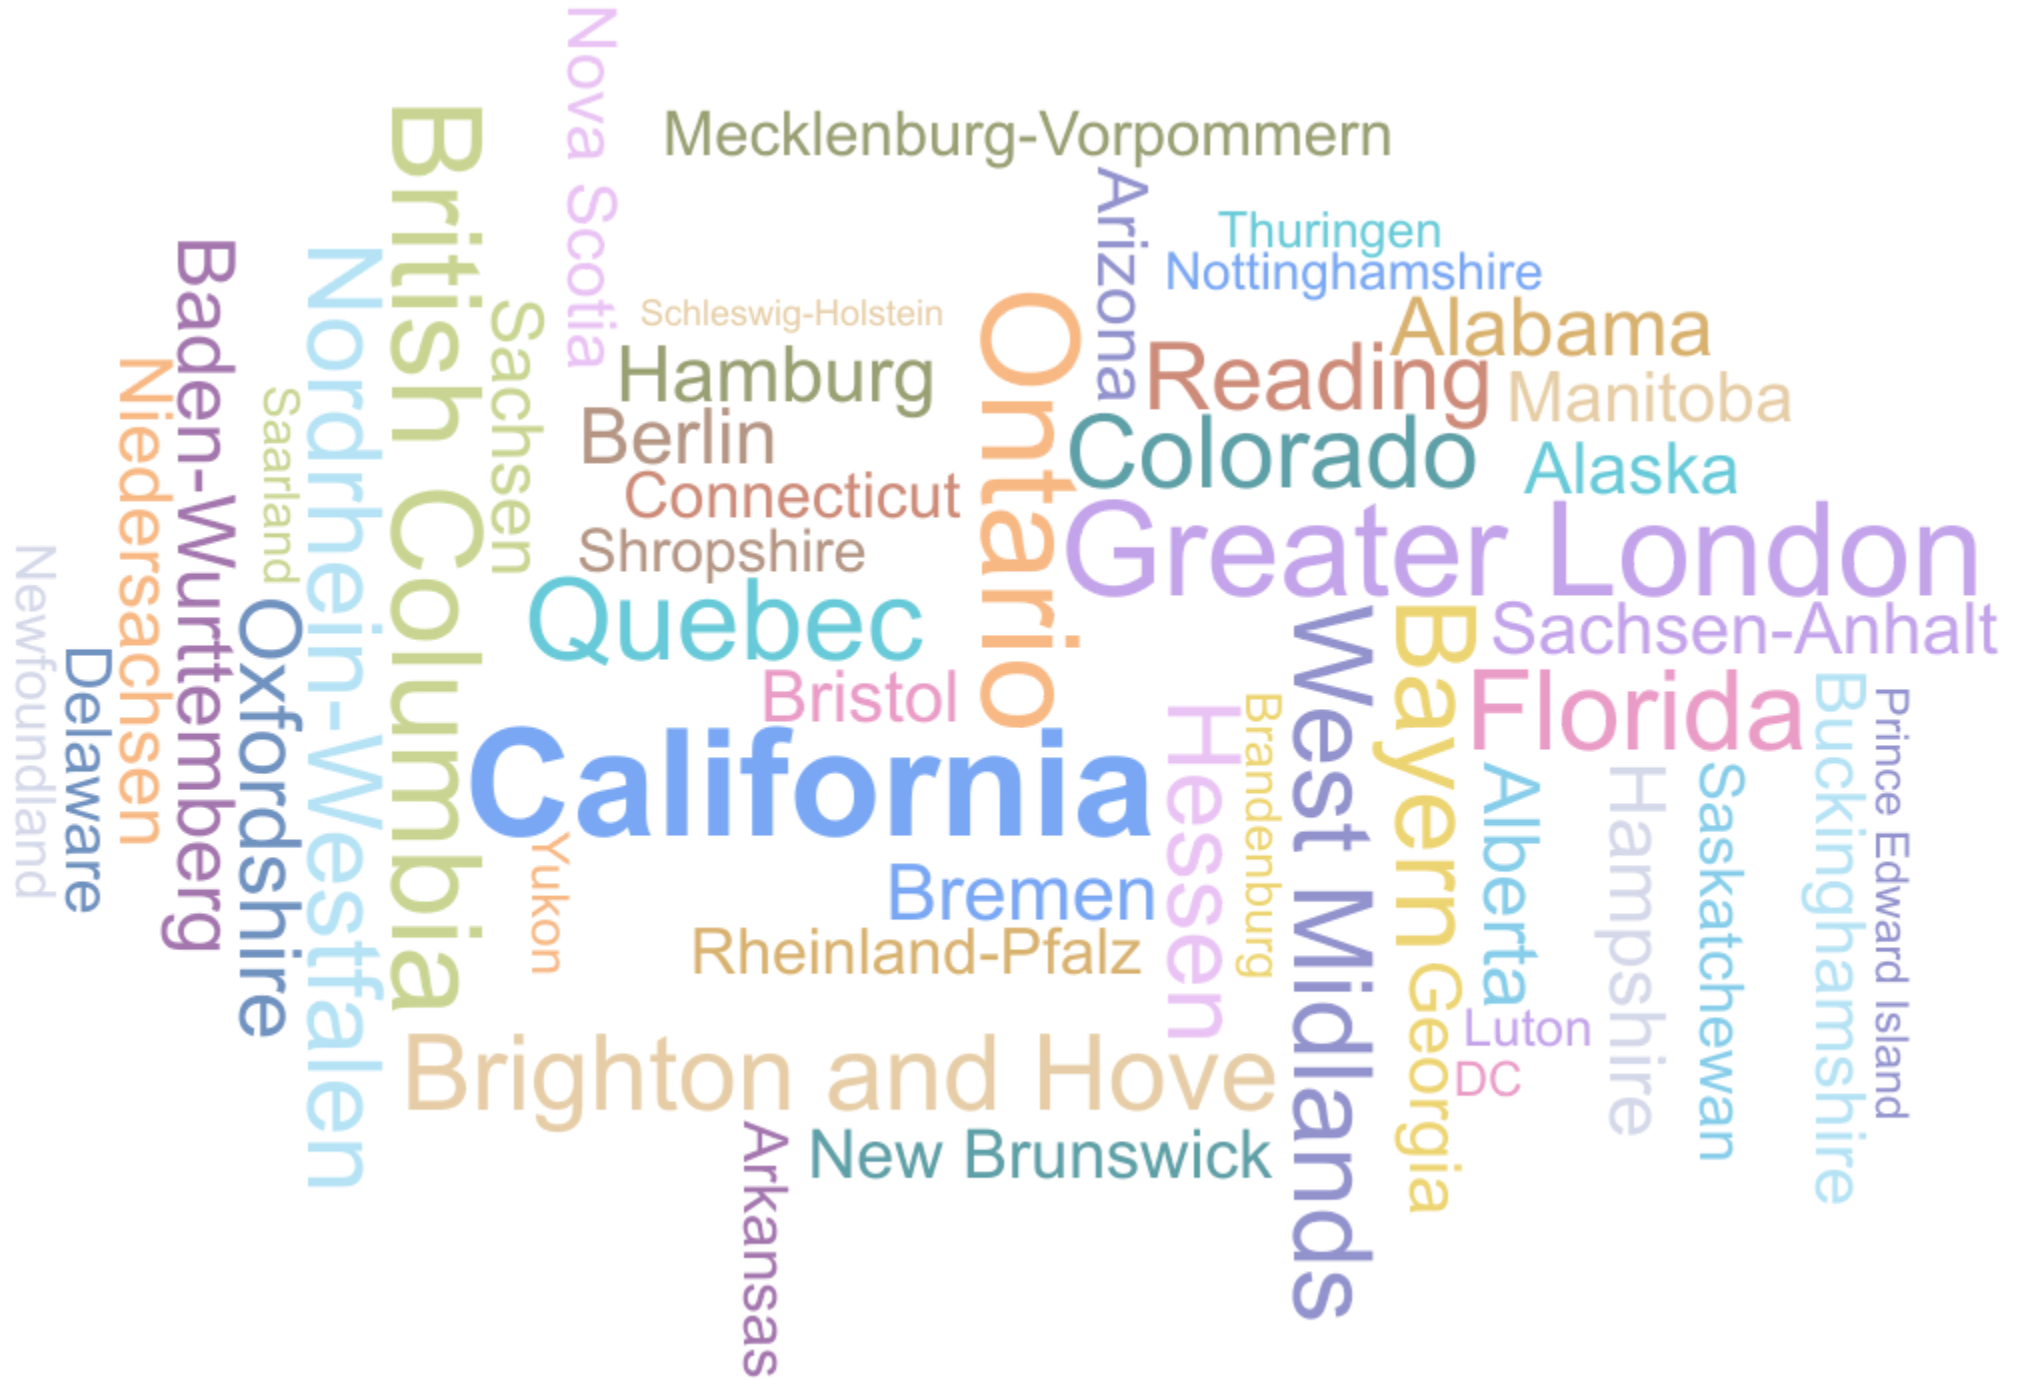 Nova Scotia
Mecklenburg-Vorpommern
British Columbia
Arizona
Thuringen
Nottinghamshire
Baden-Wurttemberg
Nordrhein-Westfalen
Sachsen
Schleswig-Holstein
Ontario
Alabama
Hamburg
Reading
Manitoba
Niedersachsen
Saarland
Berlin
Colorado
Alaska
Connecticut
Greater London
Shropshire
Newfoundland
Quebec
Oxfordshire
West Midlands
Bayern
Sachsen-Anhalt
Delaware
Bristol
Florida
Buckinghamshire
Prince Edward Island
California
Hessen
Brandenburg
Alberta
Hampshire
Saskatchewan
Yukon
Bremen
Rheinland-Pfalz
Georgia
Luton
Brighton and Hove
DC
Arkansas
New Brunswick